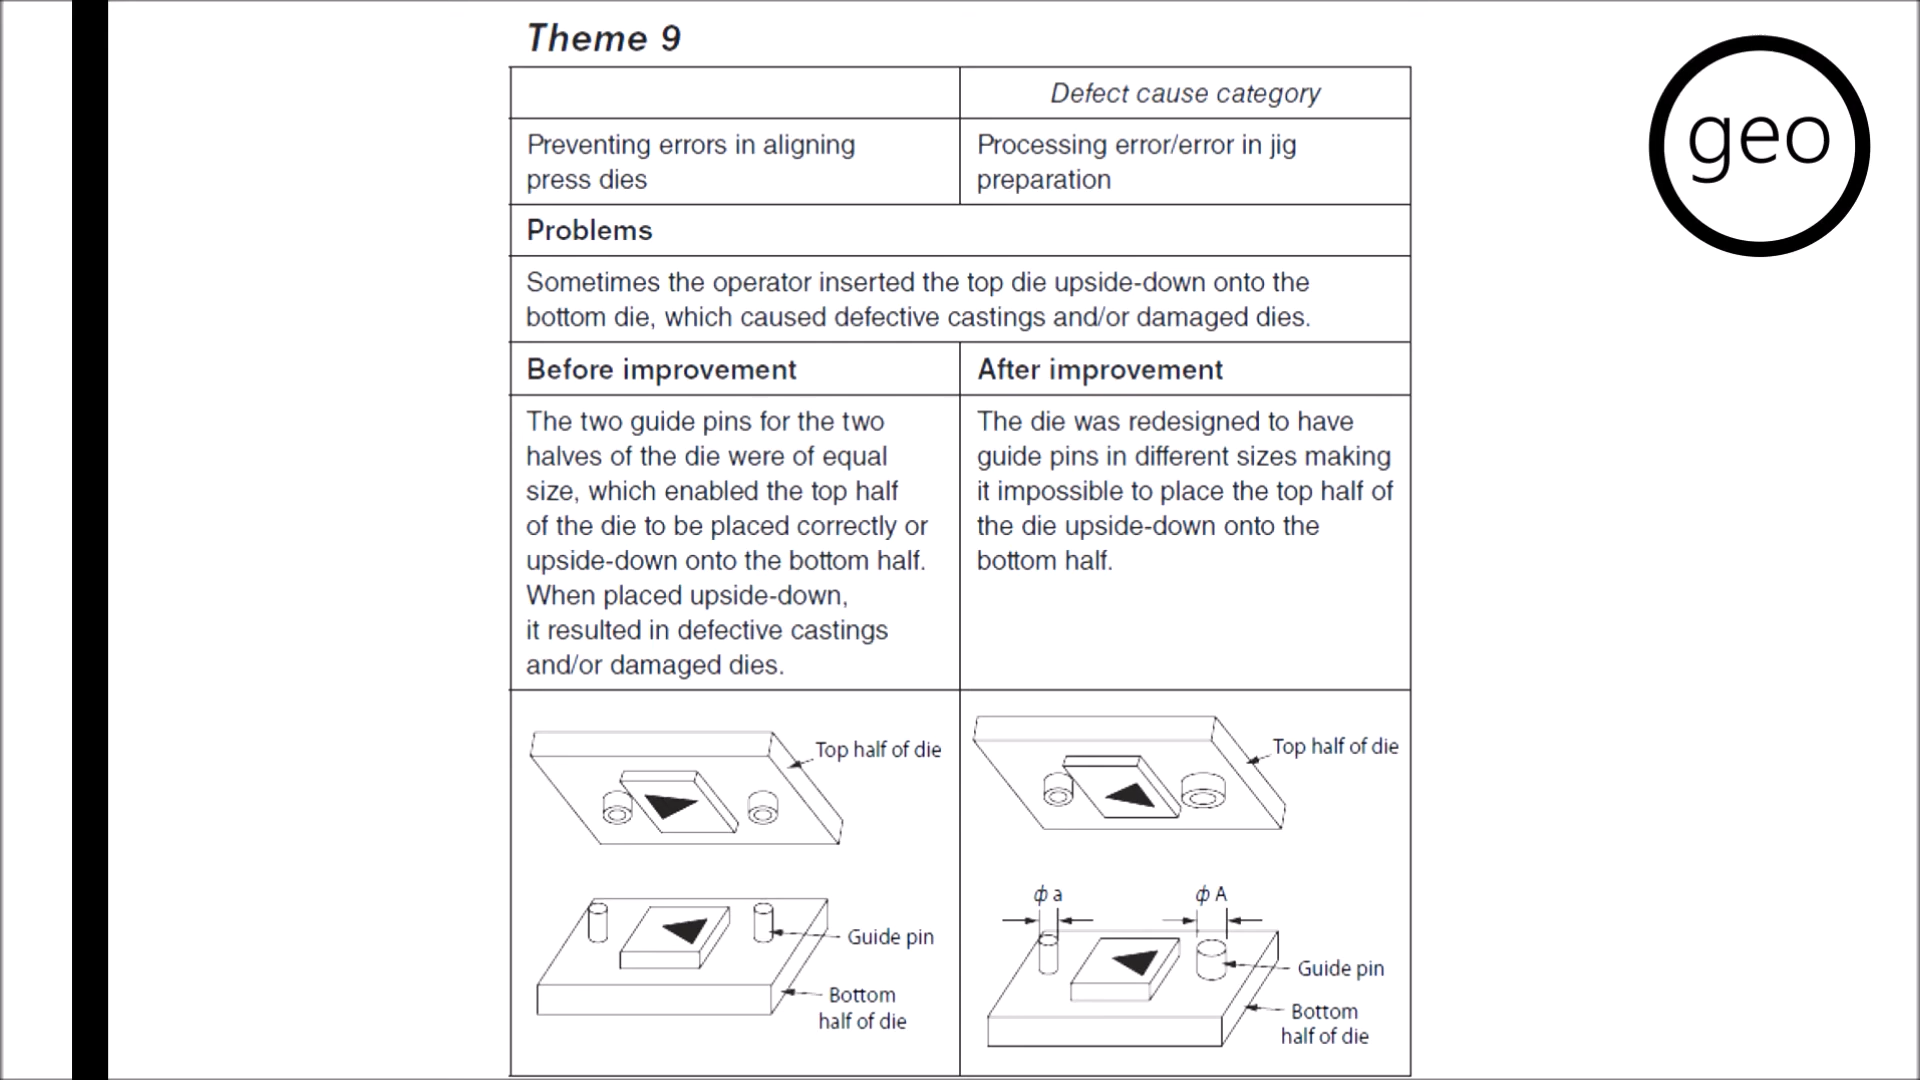 Theme 9
geo
Defect cause category
Preventing errors in aligning
press dies
Processing error/error in jig
preparation
Problems
Sometimes the operator inserted the top die upside-down onto the
bottom die, which caused defective castings and/or damaged dies.
Before improvement
After improvement
The two guide pins for the two
halves of the die were of equal
size, which enabled the top half
of the die to be placed correctly or
upside-down onto the bottom half.
When placed upside-down,
it resulted in defective castings
and/or damaged dies.
The die was redesigned to have
guide pins in different sizes making
it impossible to place the top half of
the die upside-down onto the
bottom half.
Top half of die
Guide pin
Bottom
half of die
Top half of die
ϕ a
ϕ A
Guide pin
Bottom
half of die